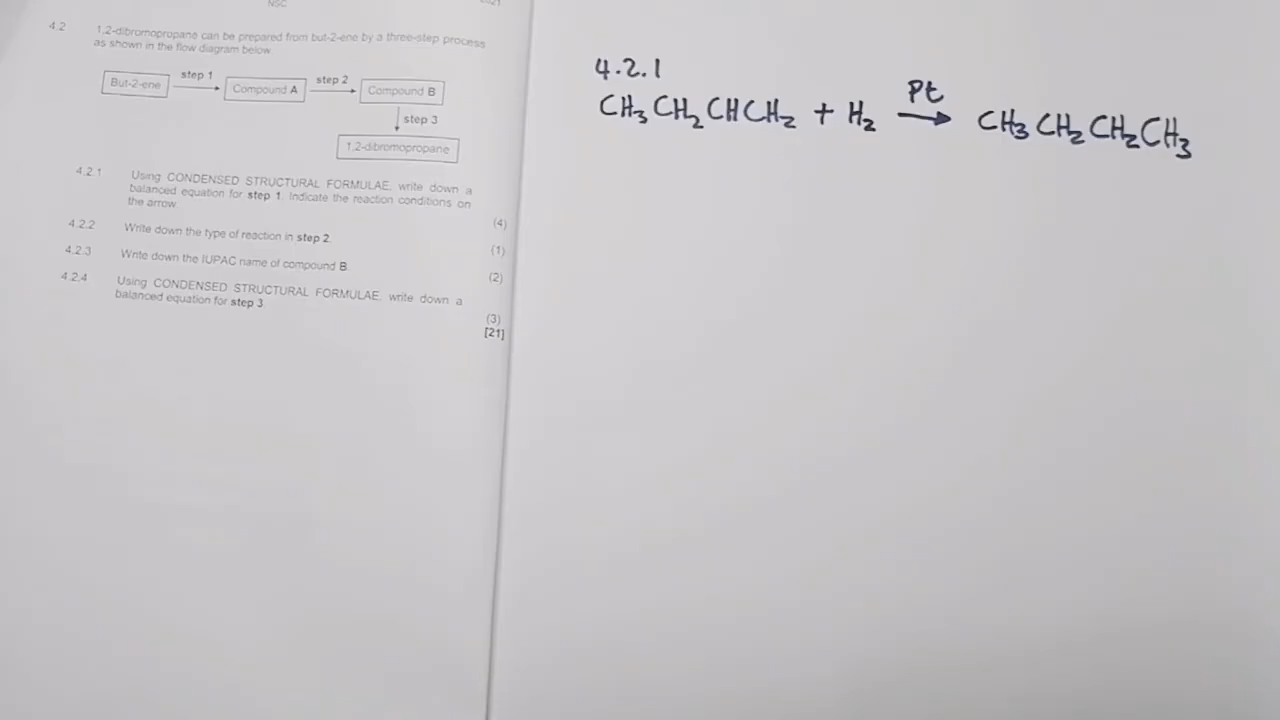 NSC
4.2 1,2-dibromopropane can be prepared from but-2-ene by a three-step process
as shown in the flow diagram below.
But-2-ene step 1 Compound A step 2 Compound B
step 3
1,2-dibromopropane
4.2.1 Using CONDENSED STRUCTURAL FORMULAE, write down a
balanced equation for step 1. Indicate the reaction conditions on
the arrow. (4)
4.2.2 Write down the type of reaction in step 2. (1)
4.2.3 Write down the IUPAC name of compound B. (2)
4.2.4 Using CONDENSED STRUCTURAL FORMULAE, write down a
balanced equation for step 3. (3)
[21]
4.2.1
CH₃CH₂CHCH₂ + H₂ Pt → CH₃CH₂CH₂CH₃